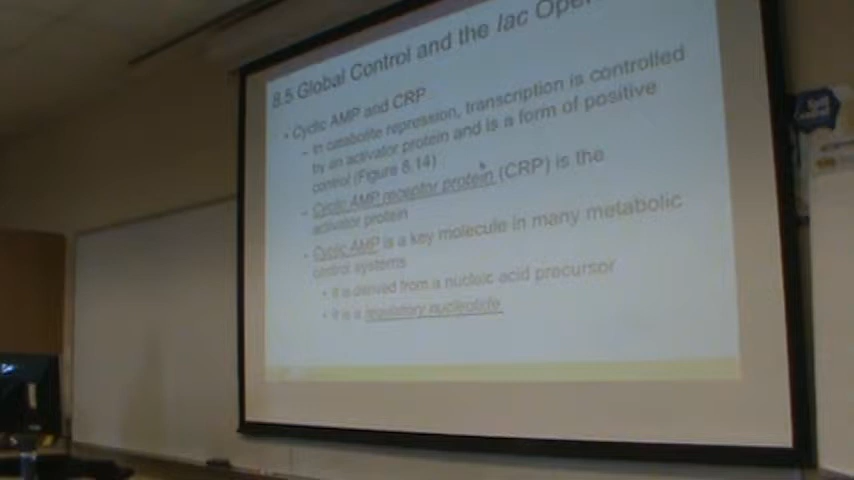 8.5 Global Control and the lac Ope
• Cyclic AMP and CRP
– In catabolite repression, transcription is controlled
by an activator protein and is a form of positive
control (Figure 8.14)
– Cyclic AMP receptor protein (CRP) is the
activator protein
– Cyclic AMP is a key molecule in many metabolic
control systems
• It is derived from a nucleic acid precursor
• It is a regulatory nucleotide